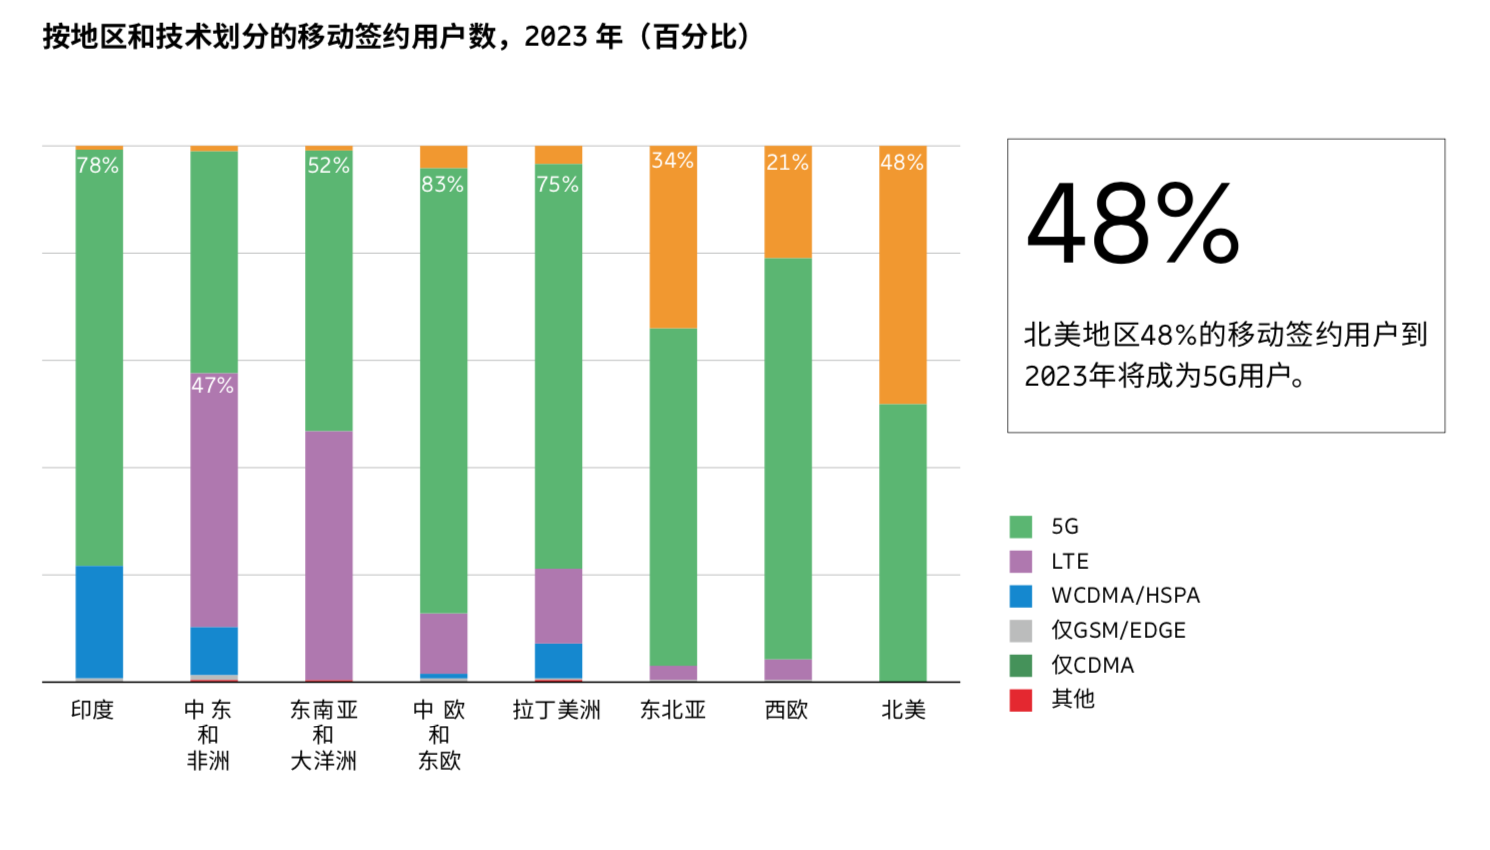 按地区和技术划分的移动签约用户数，2023 年（百分比）
78%
47%
52%
83%
75%
34%
21%
48%
印度
中 东
和
非洲
东南亚
和
大洋洲
中 欧
和
东欧
拉丁美洲
东北亚
西欧
北美
48%
北美地区48%的移动签约用户到
2023年将成为5G用户。
5G
LTE
WCDMA/HSPA
仅GSM/EDGE
仅CDMA
其他